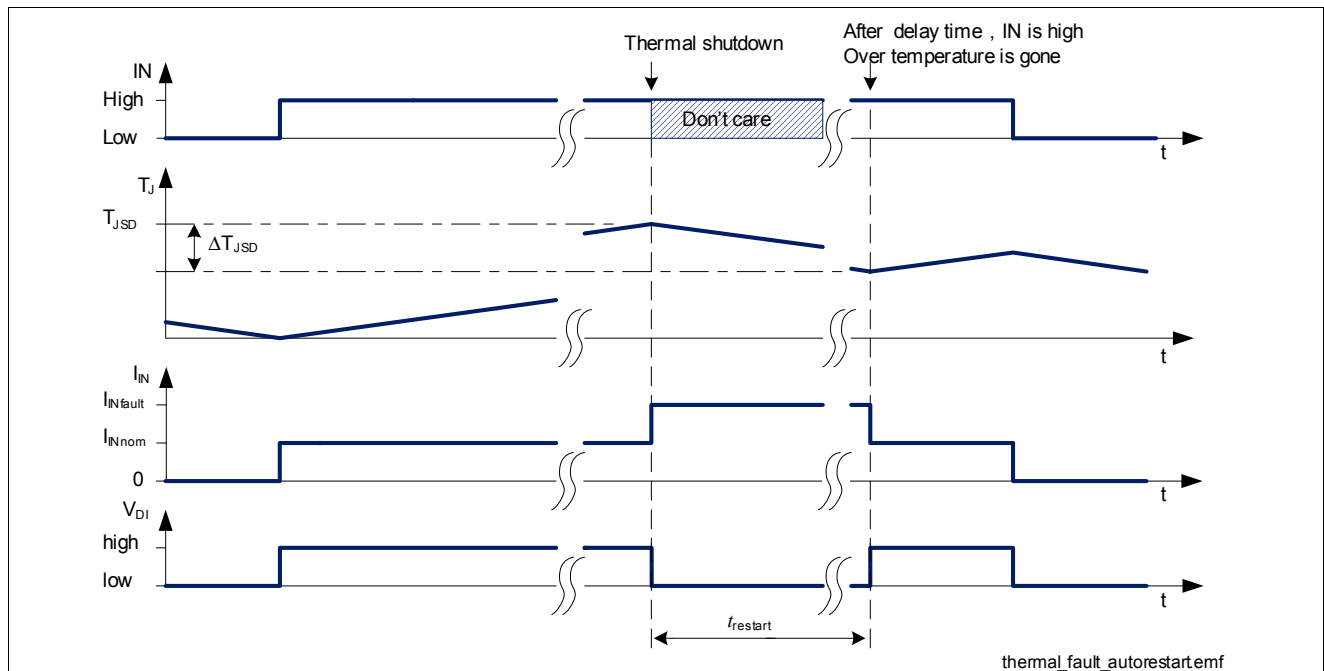 Thermal shutdown
After delay time , IN is high
Over temperature is gone
IN
High
Low
Don't care
t
TJ
TJSD
ΔTJSD
t
IIN
IINfault
IINnom
0
t
VDI
high
low
t
trestart
thermal_fault_autorestart.emf